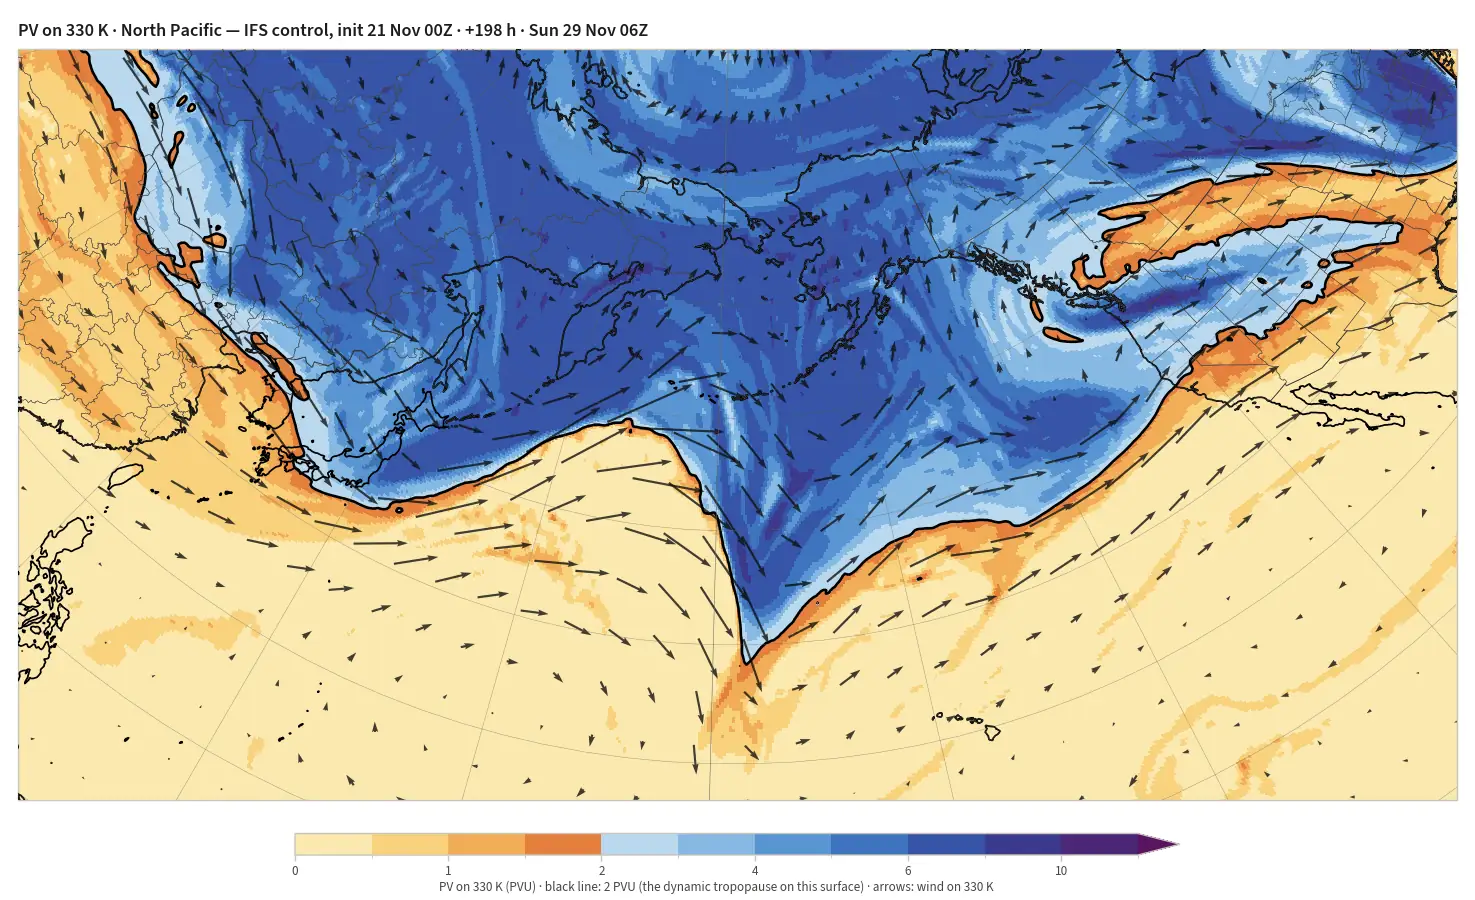 PV on 330 K · North Pacific — IFS control, init 21 Nov 00Z · +198 h · Sun 29 Nov 06Z
0 1 2 4 6 10
PV on 330 K (PVU) · black line: 2 PVU (the dynamic tropopause on this surface) · arrows: wind on 330 K